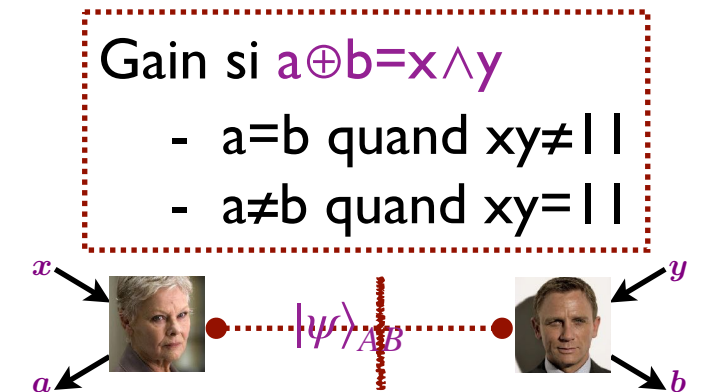 Gain si a⊕b=x∧y
- a=b quand xy≠11
- a≠b quand xy=11
x
y
|ψ⟩AB
a
b